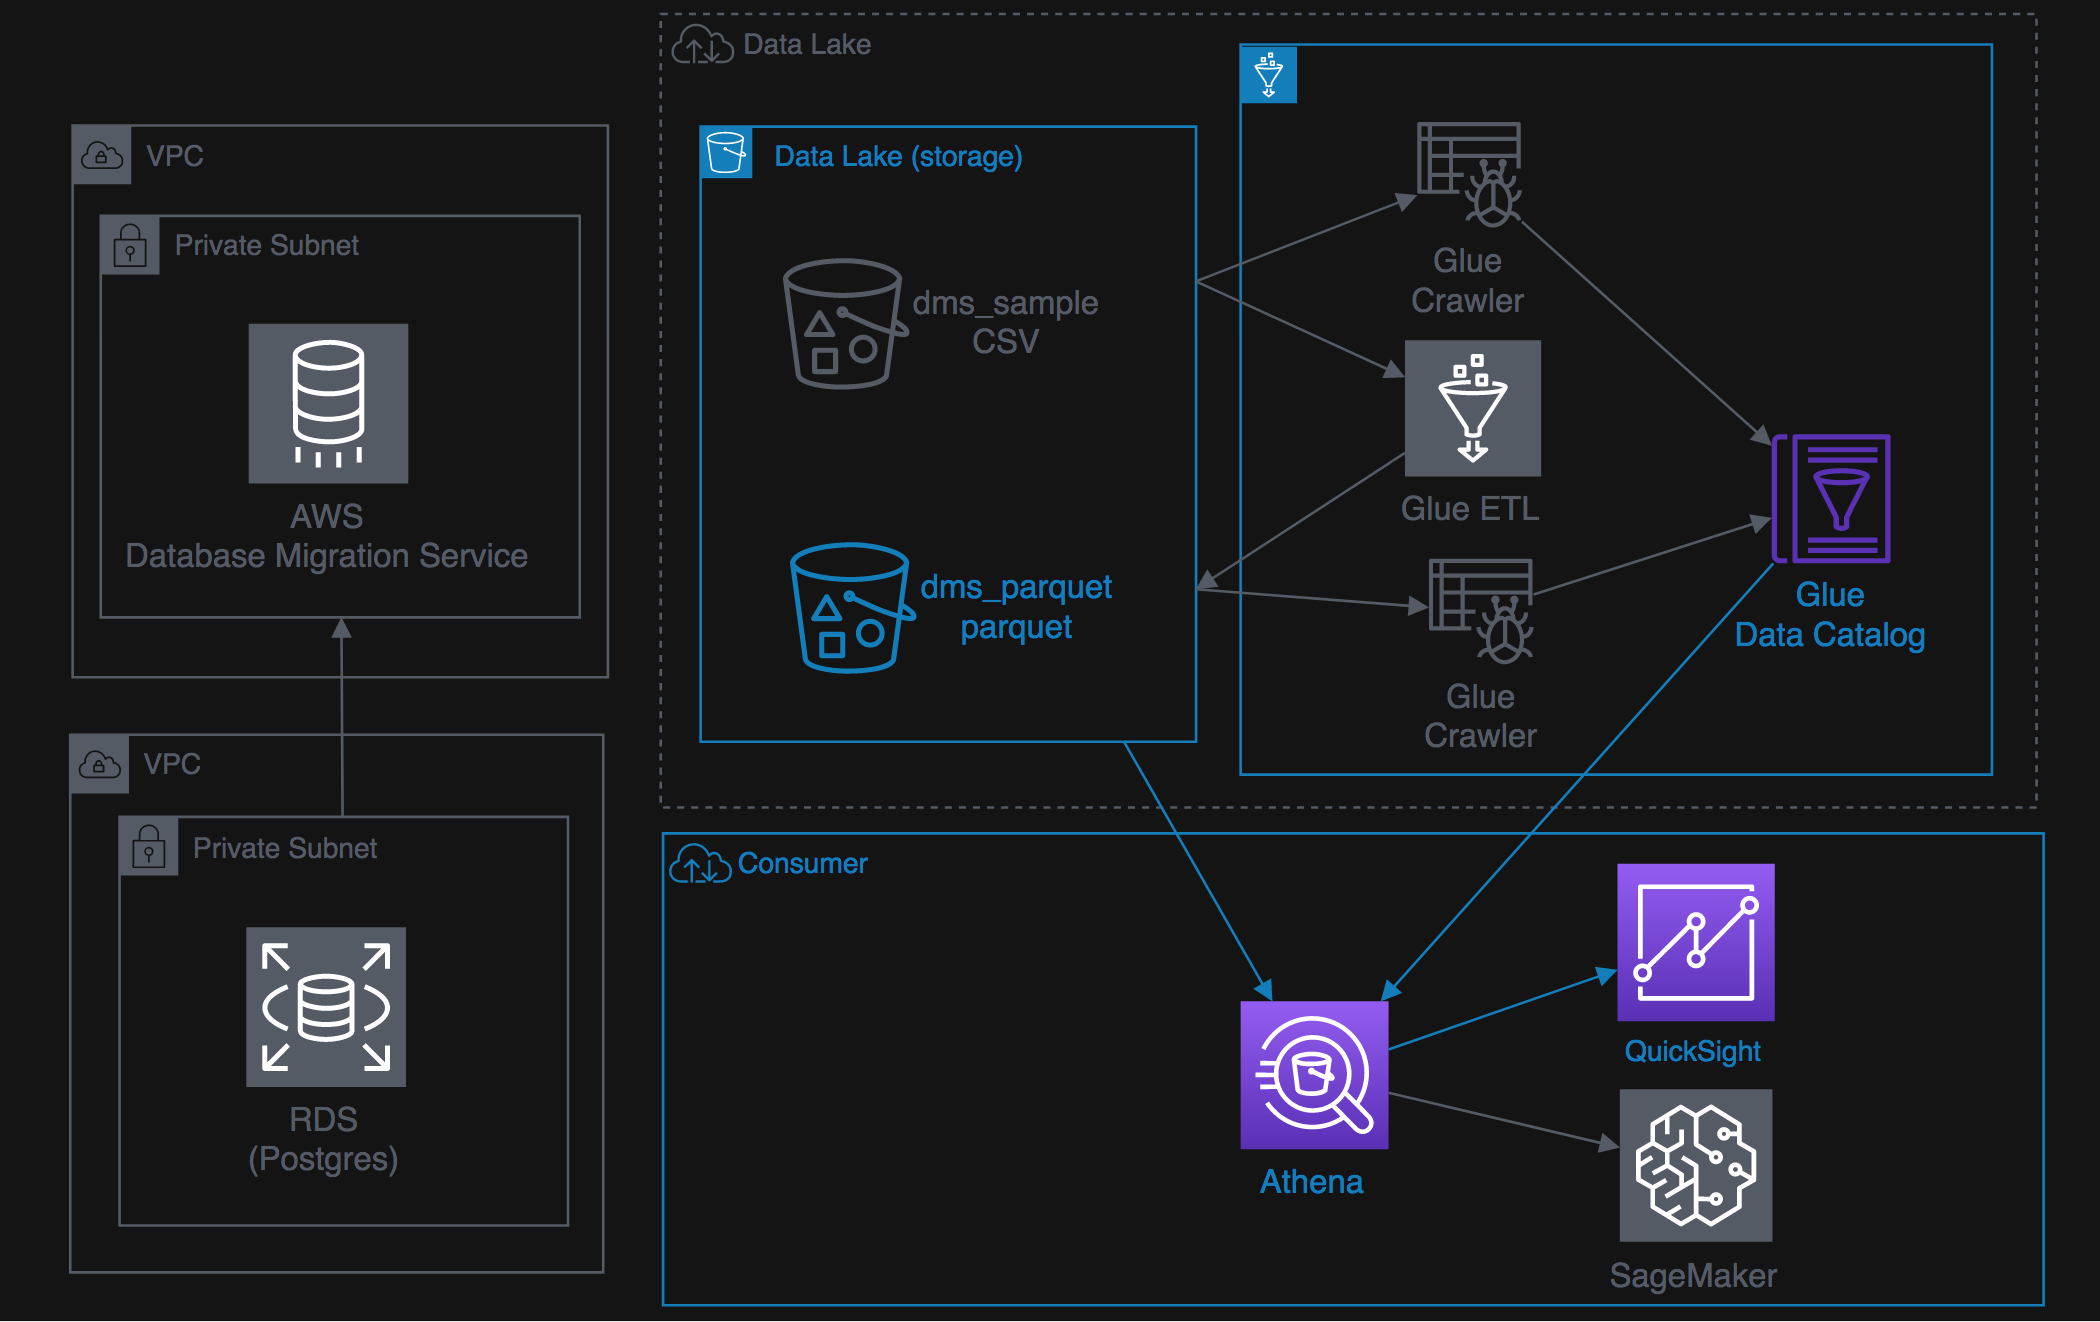 Data Lake
VPC
Private Subnet
AWS
Database Migration Service
VPC
Private Subnet
RDS
(Postgres)
Data Lake (storage)
dms_sample
CSV
dms_parquet
parquet
Glue
Crawler
Glue ETL
Glue
Crawler
Glue
Data Catalog
Consumer
Athena
QuickSight
SageMaker